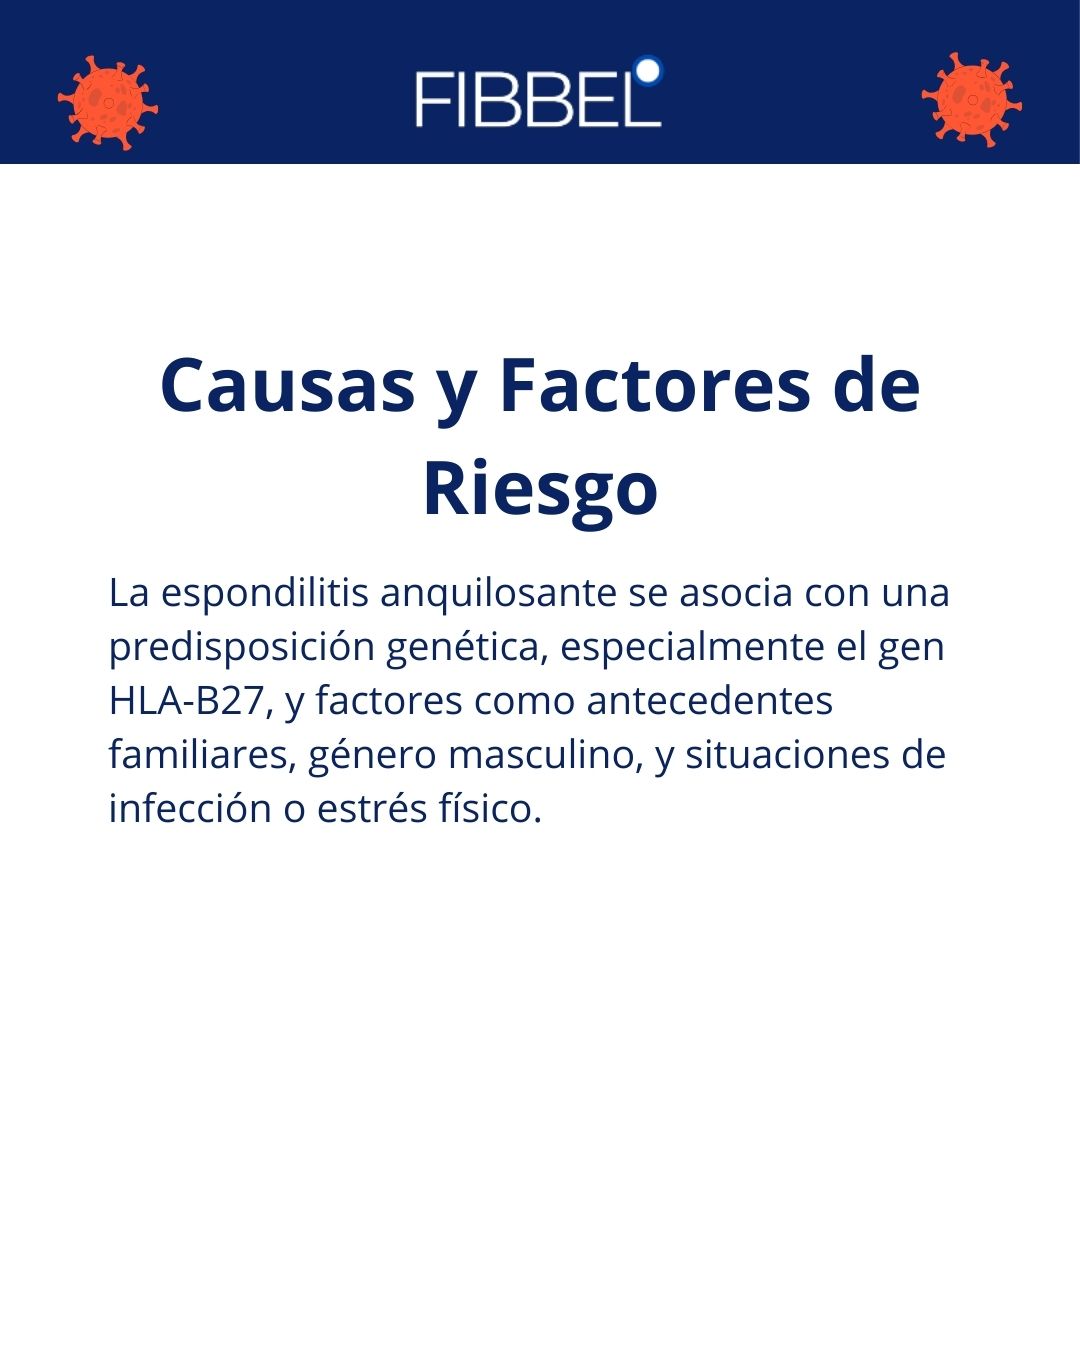 FIBBEL
Causas y Factores de
Riesgo
La espondilitis anquilosante se asocia con una
predisposición genética, especialmente el gen
HLA-B27, y factores como antecedentes
familiares, género masculino, y situaciones de
infección o estrés físico.